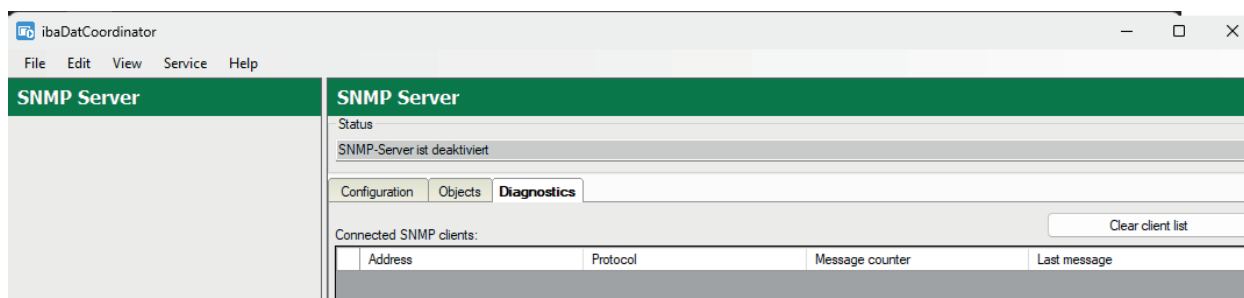 ibaDatCoordinator
File Edit View Service Help
SNMP Server
SNMP Server
Status
SNMP-Server ist deaktiviert
Configuration Objects Diagnostics
Clear client list
Connected SNMP clients:
Address Protocol Message counter Last message